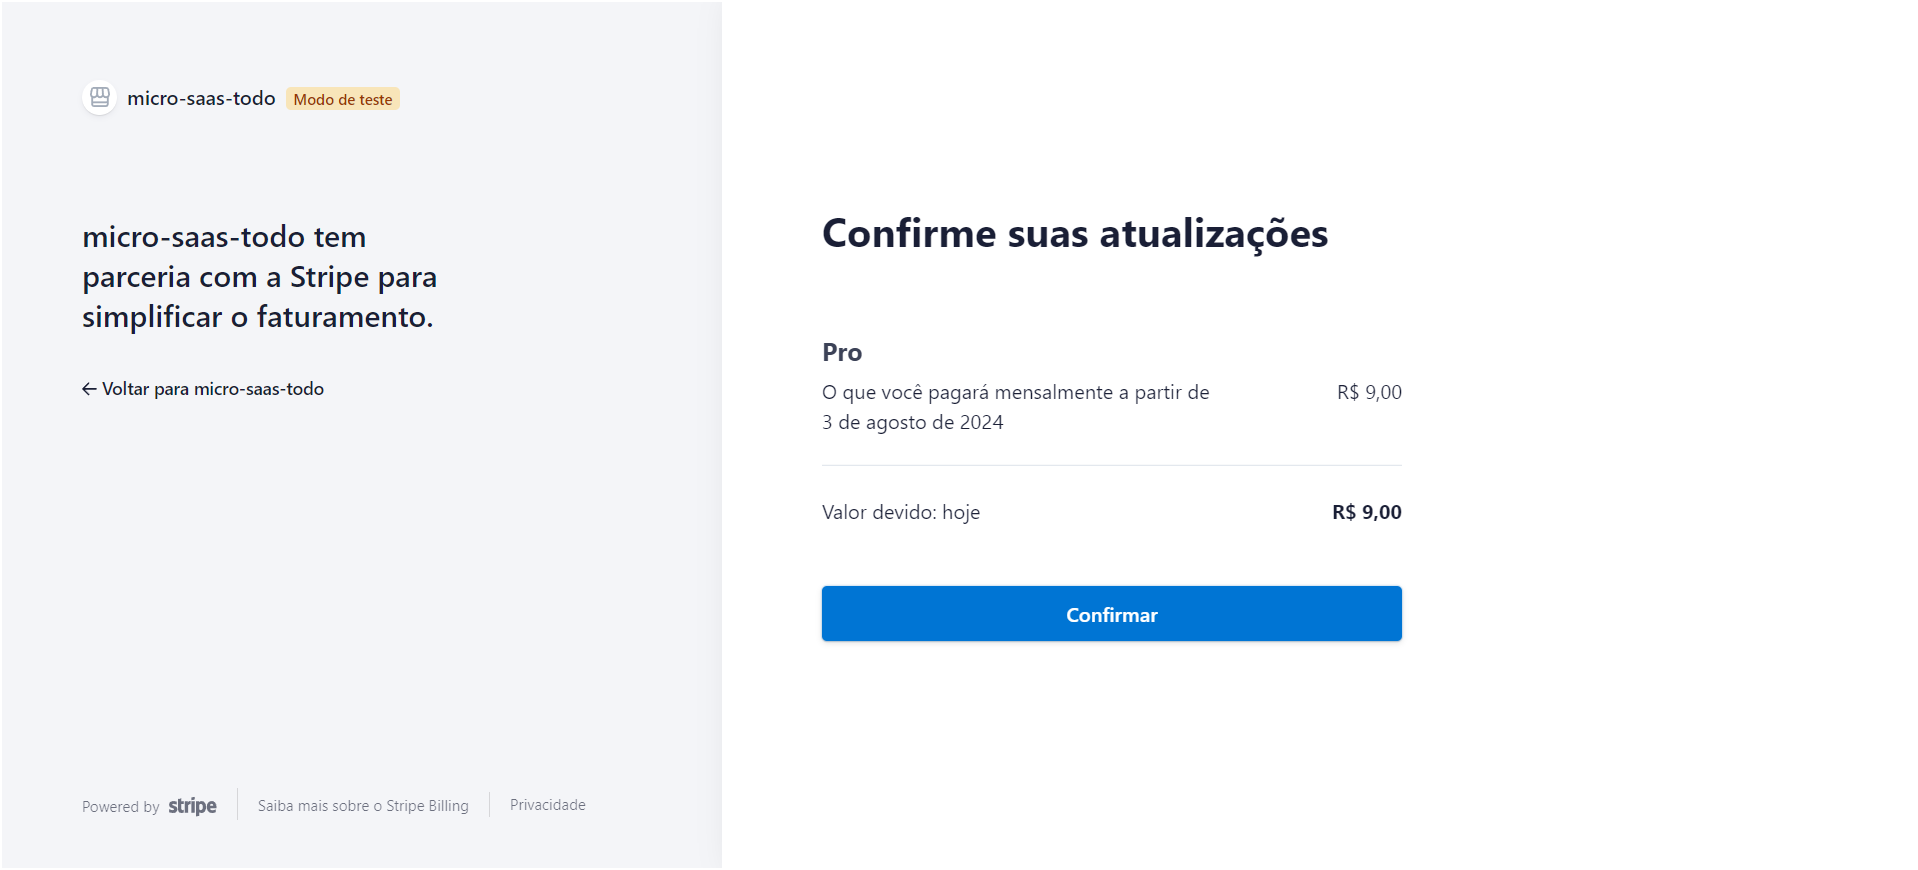 micro-saas-todo Modo de teste
micro-saas-todo tem
parceria com a Stripe para
simplificar o faturamento.
← Voltar para micro-saas-todo
Powered by stripe
Saiba mais sobre o Stripe Billing
Privacidade
Confirme suas atualizações
Pro
O que você pagará mensalmente a partir de R$ 9,00
3 de agosto de 2024
Valor devido: hoje R$ 9,00
Confirmar